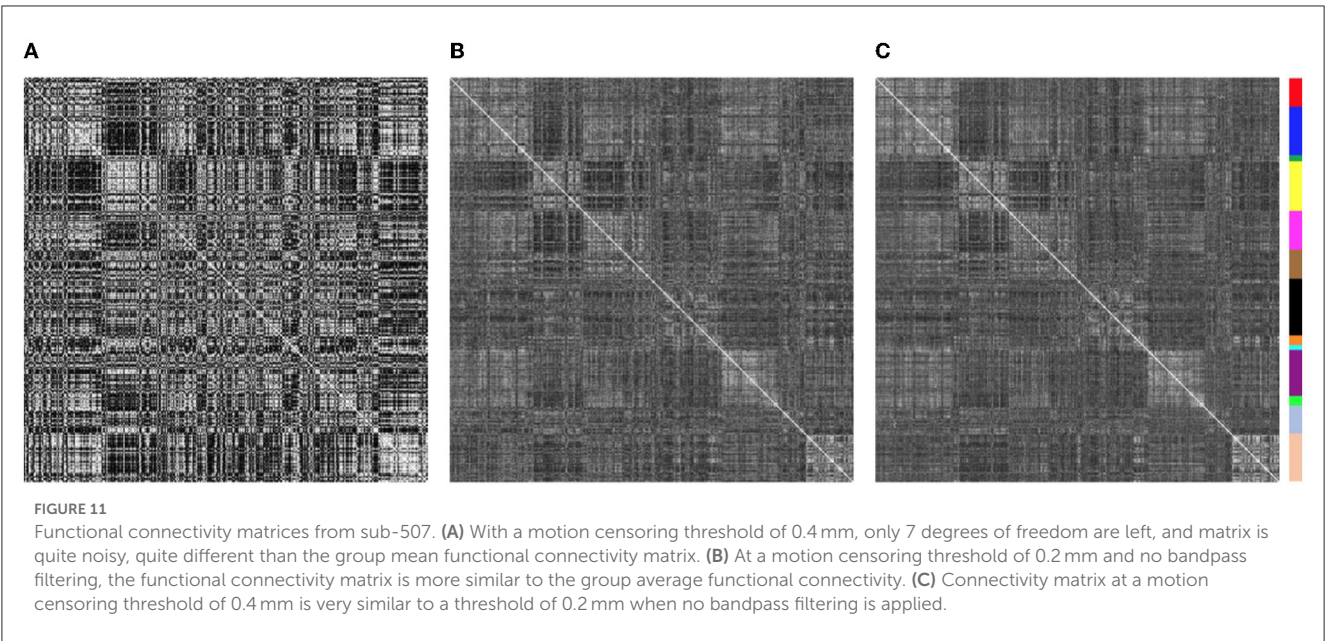 A
B
C
FIGURE 11
Functional connectivity matrices from sub-507. (A) With a motion censoring threshold of 0.4 mm, only 7 degrees of freedom are left, and matrix is
quite noisy, quite different than the group mean functional connectivity matrix. (B) At a motion censoring threshold of 0.2 mm and no bandpass
filtering, the functional connectivity matrix is more similar to the group average functional connectivity. (C) Connectivity matrix at a motion
censoring threshold of 0.4 mm is very similar to a threshold of 0.2 mm when no bandpass filtering is applied.